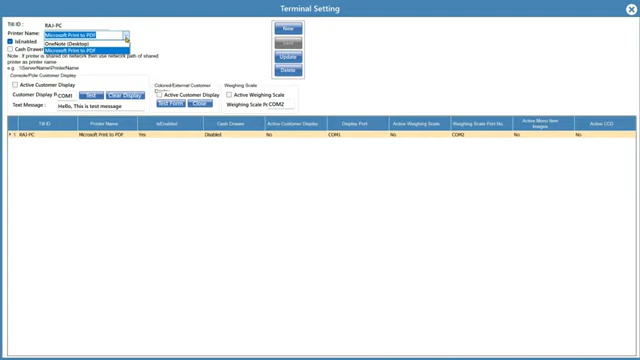 Terminal Setting
Till ID : RAJ-PC
Printer Name: Microsoft Print to PDF
IsEnabled
OneNote (Desktop)
Microsoft Print to PDF
Cash Drawer
Note : If printer is shared on network then use network path of shared
printer as printer name
e.g. \\ServerName\PrinterName
New
Save
Update
Delete
Console/Pole Customer Display
Active Customer Display
Customer Display P COM1 Test Clear Display
Text Message : Hello, This is test message
Colored/External Customer
Active Customer Display
Test Form Close
Weighing Scale
Active Weighing Scale
Weighing Scale Po COM2
Till ID Printer Name IsEnabled Cash Drawer Active Customer Display Display Port Active Weighing Scale Weighing Scale Port No. Active Menu Item Images Active CCD
1 RAJ-PC Microsoft Print to PDF Yes Disabled No COM1 No COM2 No No